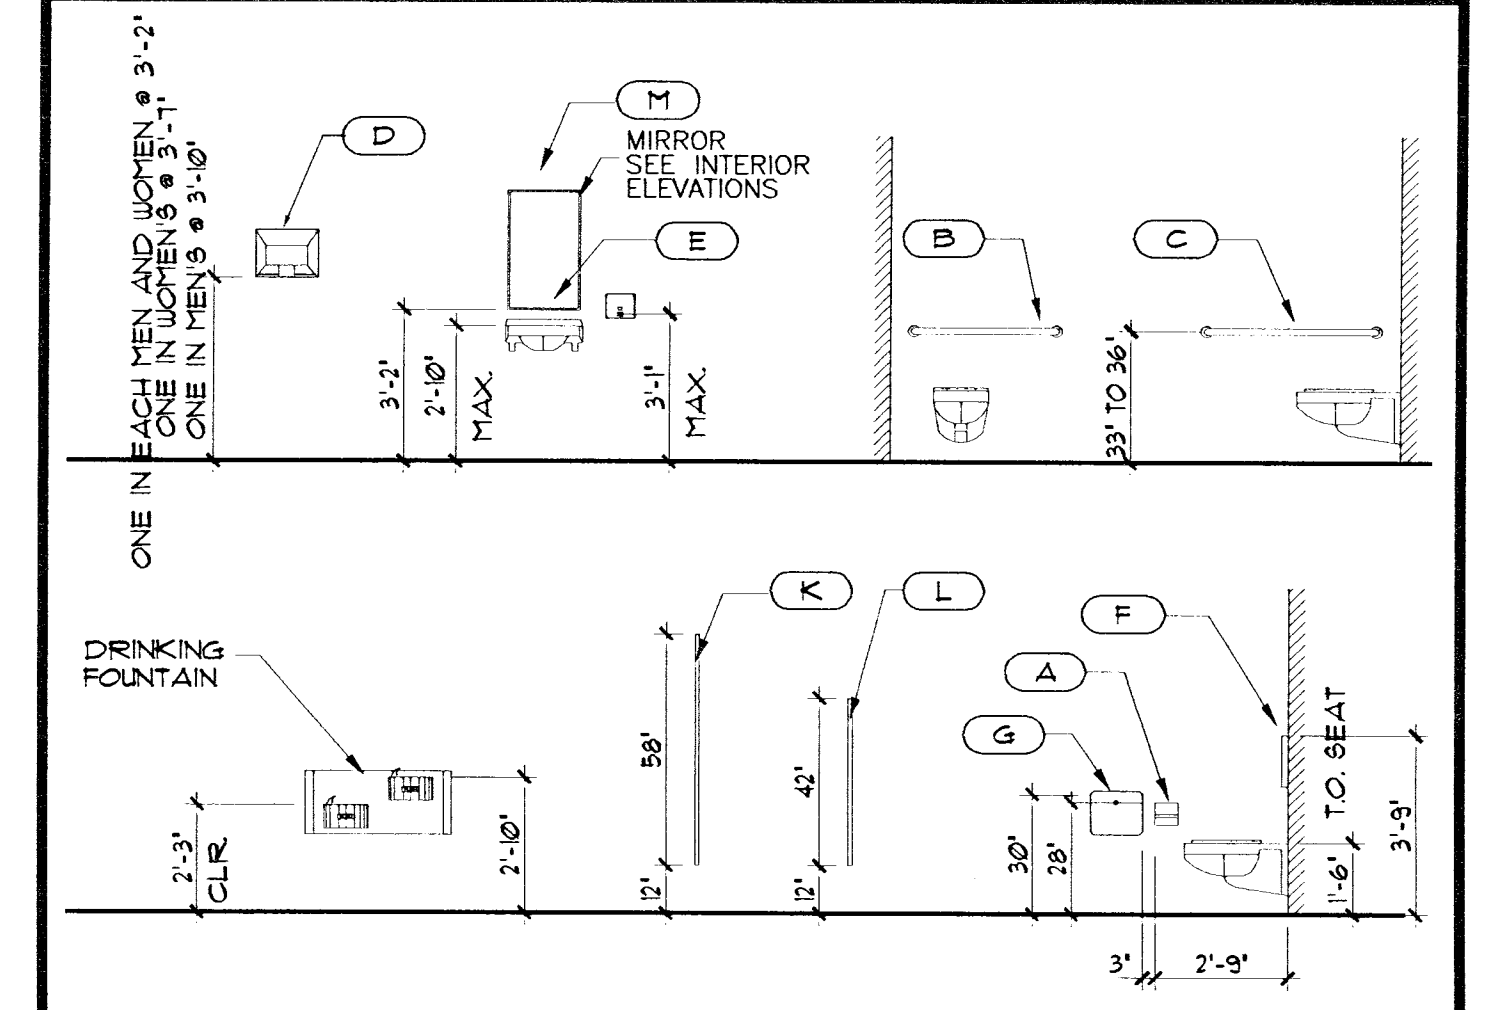 ONE IN EACH MEN AND WOMEN @ 3'-2"
ONE IN WOMEN'S @ 3'-7"
ONE IN MEN'S @ 3'-10"
D
M
MIRROR
SEE INTERIOR
ELEVATIONS
E
B
C
3'-2"
2'-10"
MAX.
3'-1"
MAX.
33" TO 36"
DRINKING
FOUNTAIN
K
L
F
A
G
2'-3"
CLR.
2'-10"
58"
12"
42"
12"
30"
28"
T.O. SEAT
1'-6"
3'-9"
3"
2'-9"